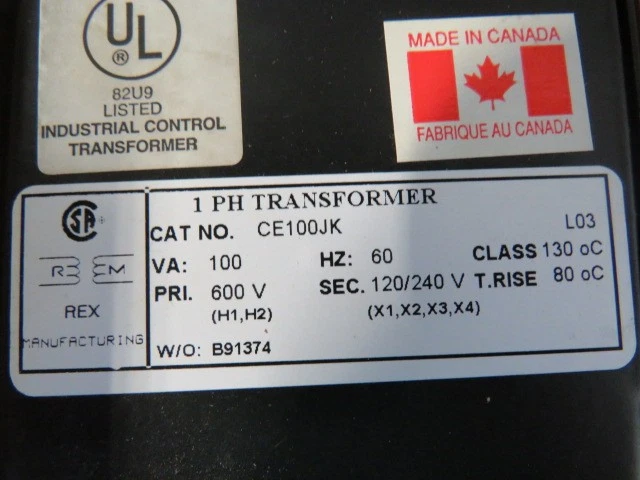 UL
®
82U9
LISTED
INDUSTRIAL CONTROL
TRANSFORMER
MADE IN CANADA
FABRIQUE AU CANADA
1 PH TRANSFORMER
CAT NO. CE100JK L03
VA: 100 HZ: 60 CLASS 130 oC
PRI. 600 V SEC. 120/240 V T.RISE 80 oC
(H1,H2) (X1,X2,X3,X4)
W/O: B91374
CSA
REM
REX
MANUFACTURING